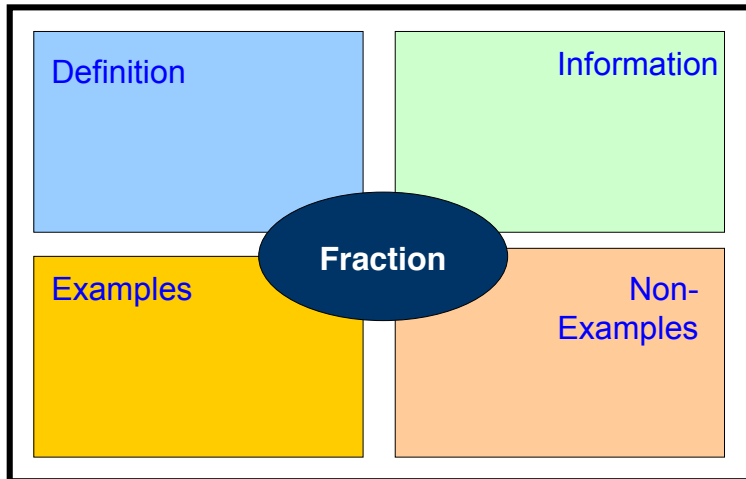 Definition
Information
Fraction
Examples
Non-
Examples